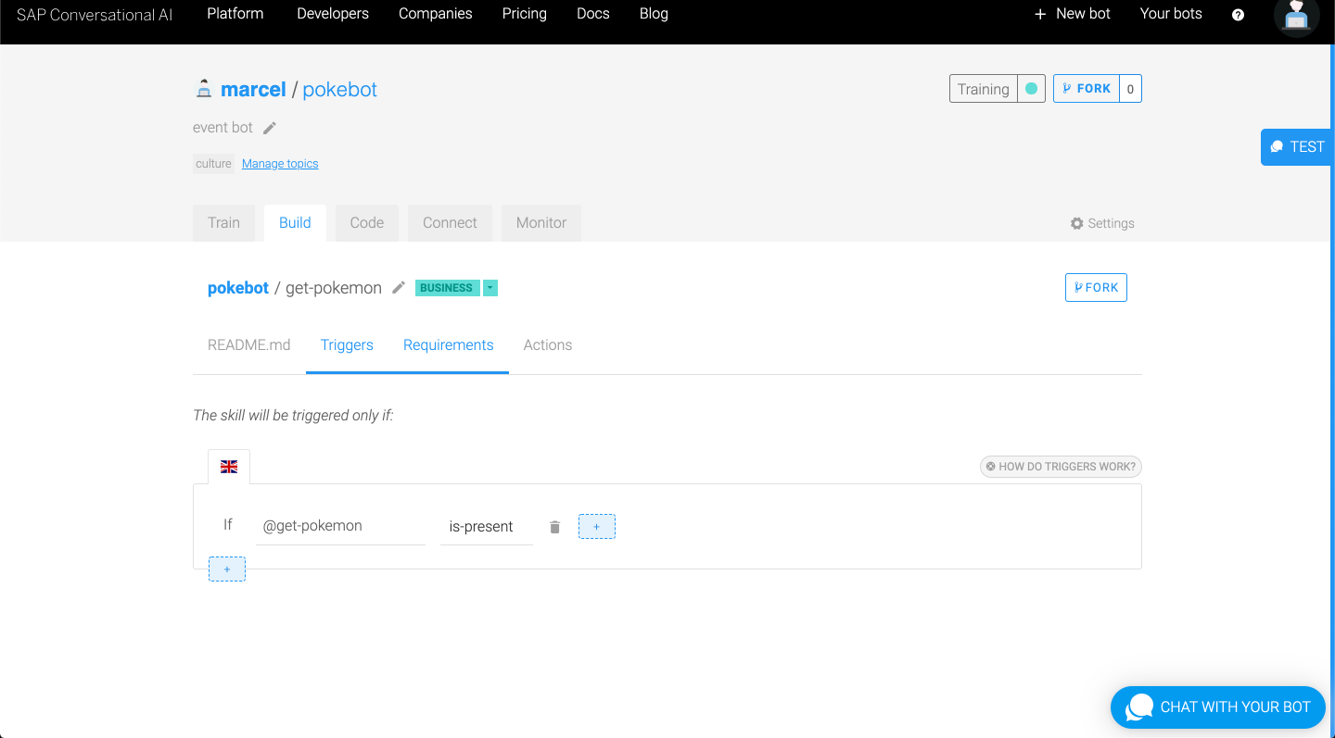 SAP Conversational AI Platform Developers Companies Pricing Docs Blog + New bot Your bots ?
marcel / pokebot Training FORK 0
event bot
TEST
culture Manage topics
Train Build Code Connect Monitor Settings
pokebot / get-pokemon BUSINESS FORK
README.md Triggers Requirements Actions
The skill will be triggered only if:
HOW DO TRIGGERS WORK?
If @get-pokemon is-present +
+
CHAT WITH YOUR BOT